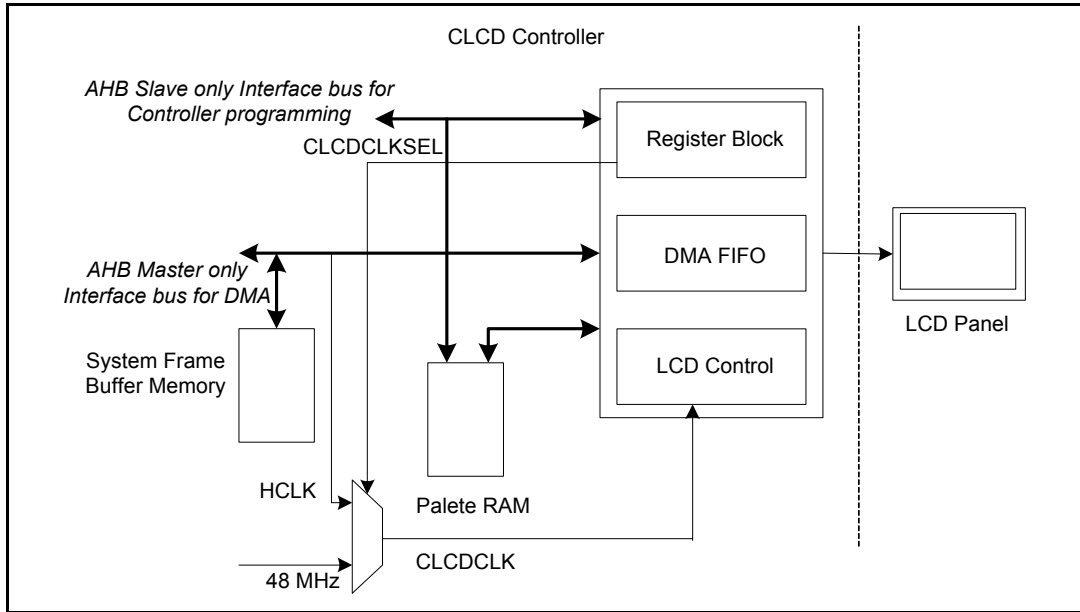 CLCD Controller
AHB Slave only Interface bus for
Controller programming
CLCDCLKSEL
Register Block
DMA FIFO
AHB Master only
Interface bus for DMA
LCD Panel
System Frame
Buffer Memory
LCD Control
HCLK
Palete RAM
CLCDCLK
48 MHz